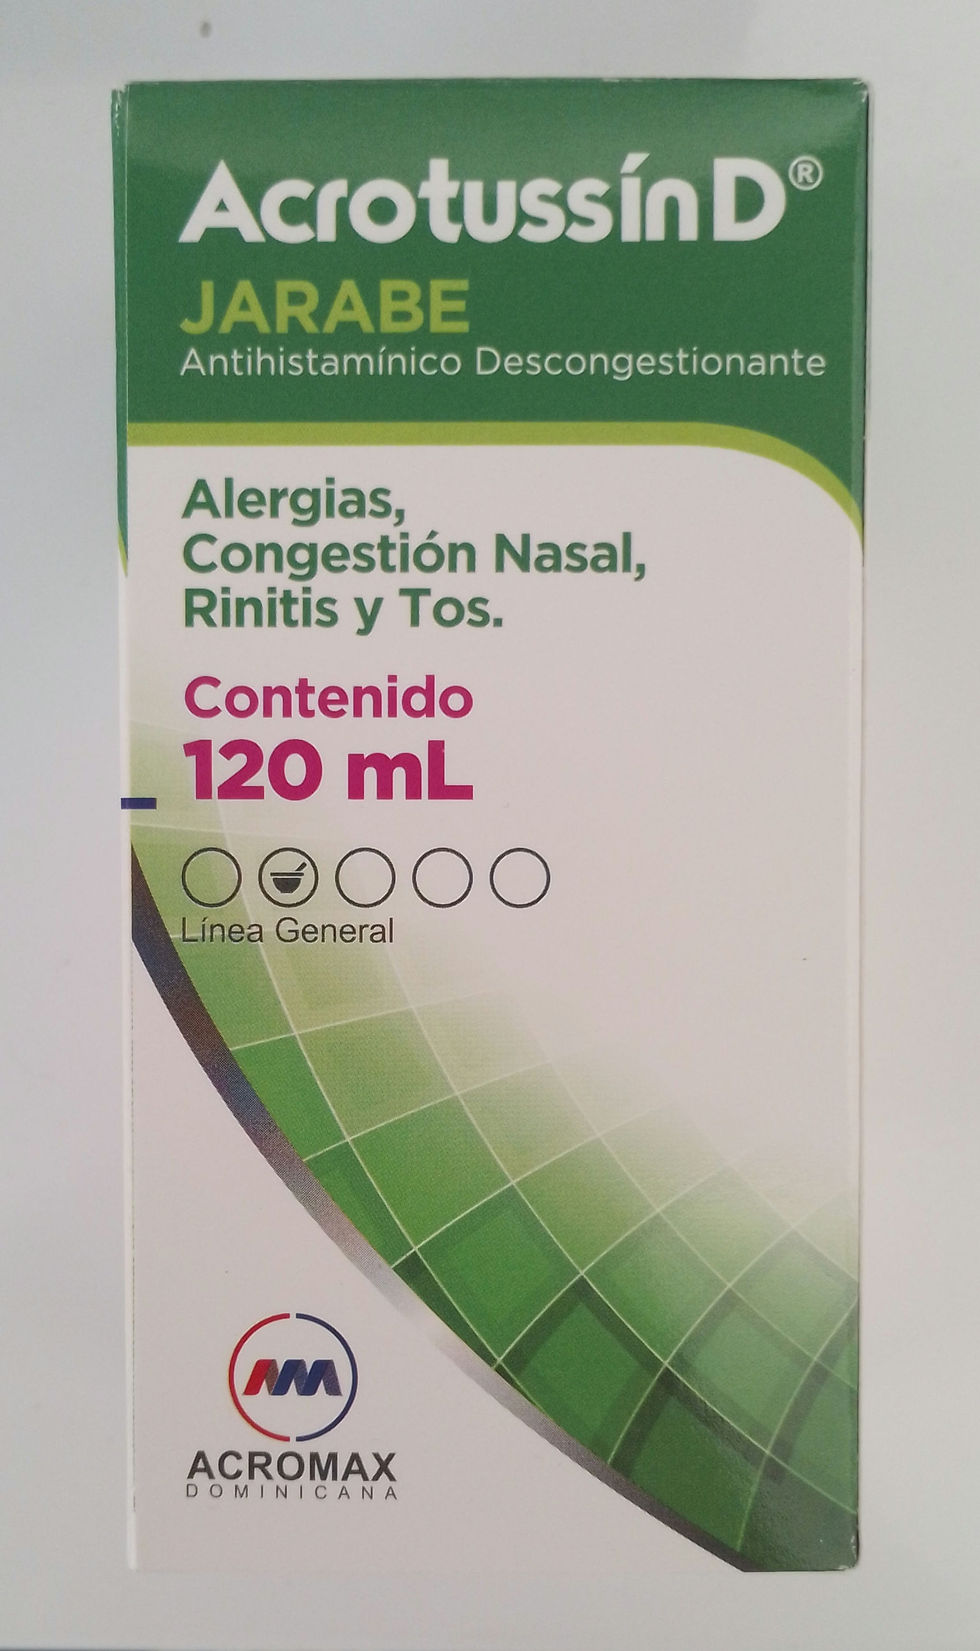 Acrotussín D®
JARABE
Antihistamínico Descongestionante
Alergias,
Congestión Nasal,
Rinitis y Tos.
Contenido
120 mL
Línea General
ACROMAX
DOMINICANA